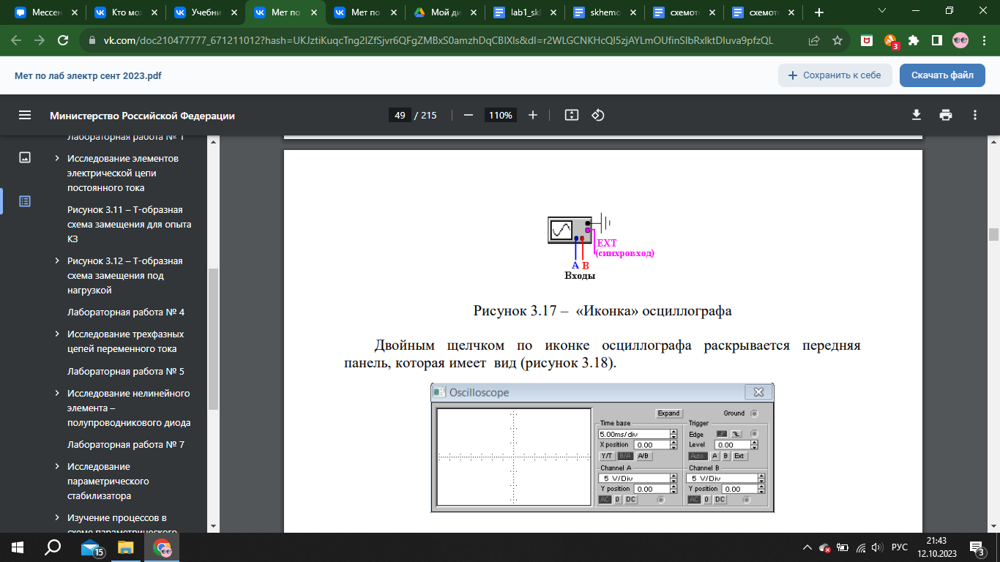 Мессен
Кто мо
Учебни
Мет по
Мет по
Мой ди
lab1_sk
skhemo
схемот
схемот
vk.com/doc210477777_671211012?hash=UKJztiKuqcTng2lZfSjvr6QFgZMBxS0amzhDqCBIXIs&dl=r2WLGCNKHcQI5zjAYLmOUfinSIbRxIktDIuva9pfzQL
3
Мет по лаб электр сент 2023.pdf
Сохранить к себе
Скачать файл
Министерство Российской Федерации
49 / 215
110%
Лабораторная работа № 1
Исследование элементов
электрической цепи
постоянного тока
Рисунок 3.11 – Т-образная
схема замещения для опыта
КЗ
Рисунок 3.12 – Т-образная
схема замещения под
нагрузкой
Лабораторная работа № 4
Исследование трехфазных
цепей переменного тока
Лабораторная работа № 5
Исследование нелинейного
элемента –
полупроводникового диода
Лабораторная работа № 7
Исследование
параметрического
стабилизатора
Изучение процессов в
схеме параметрического
EXT
(синхровход)
A B
Входы
Рисунок 3.17 – «Иконка» осциллографа
Двойным щелчком по иконке осциллографа раскрывается передняя
панель, которая имеет вид (рисунок 3.18).
Oscilloscope
Expand
Ground
Time base
5.00ms/div
X position 0.00
Y/T B/A A/B
Trigger
Edge
Level 0.00
Auto A B Ext
Channel A
5 V/Div
Y position 0.00
AC 0 DC
Channel B
5 V/Div
Y position 0.00
AC 0 DC
15
РУС
21:43
12.10.2023
3